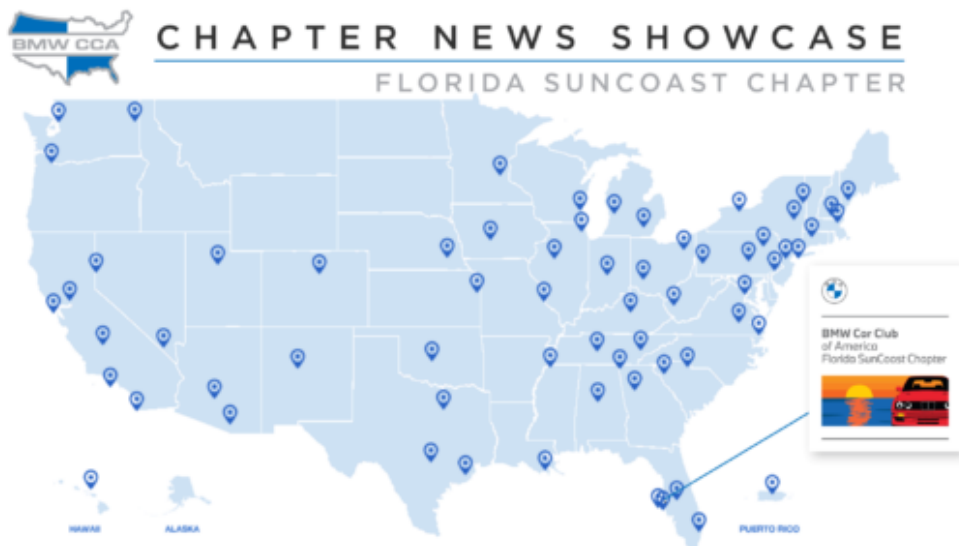 BMW CCA
CHAPTER NEWS SHOWCASE
FLORIDA SUNCOAST CHAPTER
BMW Car Club
of America
Florida SunCoast Chapter
HAWAII
ALASKA
PUERTO RICO